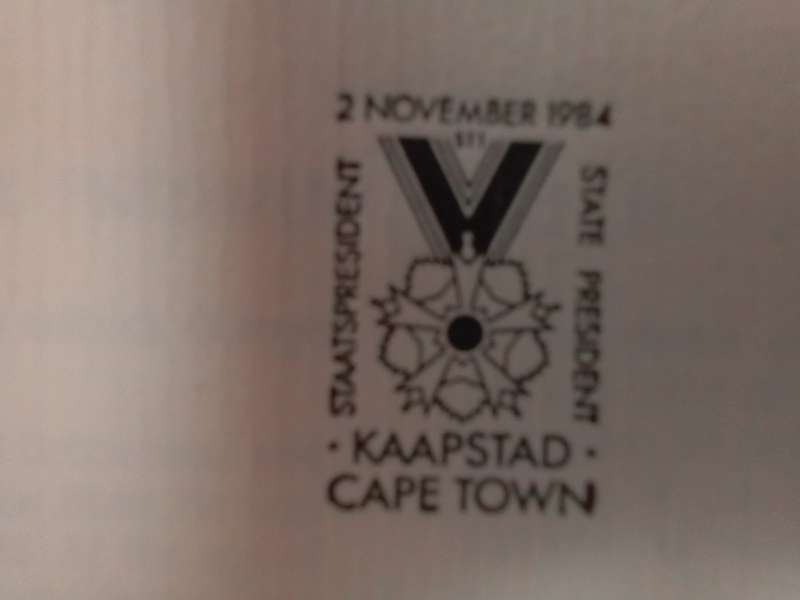 2 NOVEMBER 1984
STAATSPRESIDENT
STATE PRESIDENT
· KAAPSTAD ·
CAPE TOWN